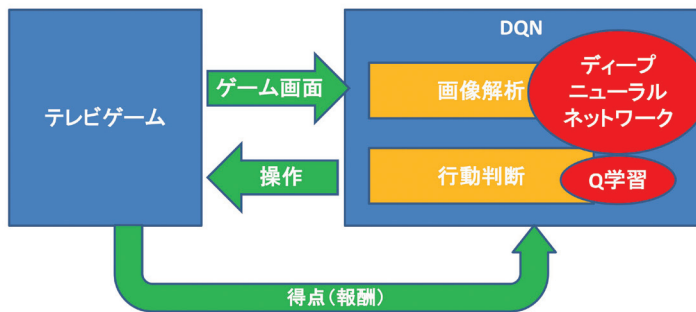 DQN
テレビゲーム
ゲーム画面
画像解析
ディープ
ニューラル
ネットワーク
操作
行動判断
Q学習
得点(報酬)